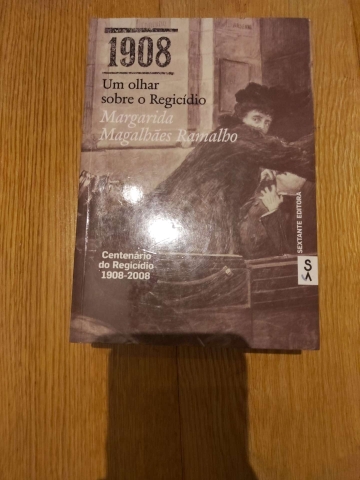 1908
Um olhar
sobre o Regicídio
Margarida
Magalhães Ramalho
Centenário
do Regicídio
1908-2008
SEXTANTE EDITORA
S